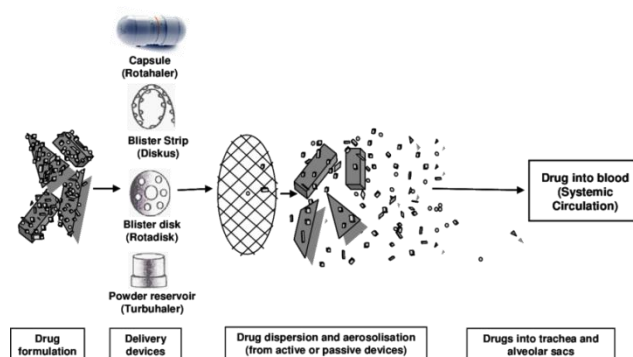 Capsule
(Rotahaler)
Blister Strip
(Diskus)
Blister disk
(Rotadisk)
Powder reservoir
(Turbuhaler)
Drug into blood
(Systemic
Circulation)
Drug
formulation
Delivery
devices
Drug dispersion and aerosolisation
(from active or passive devices)
Drugs into trachea and
alveolar sacs